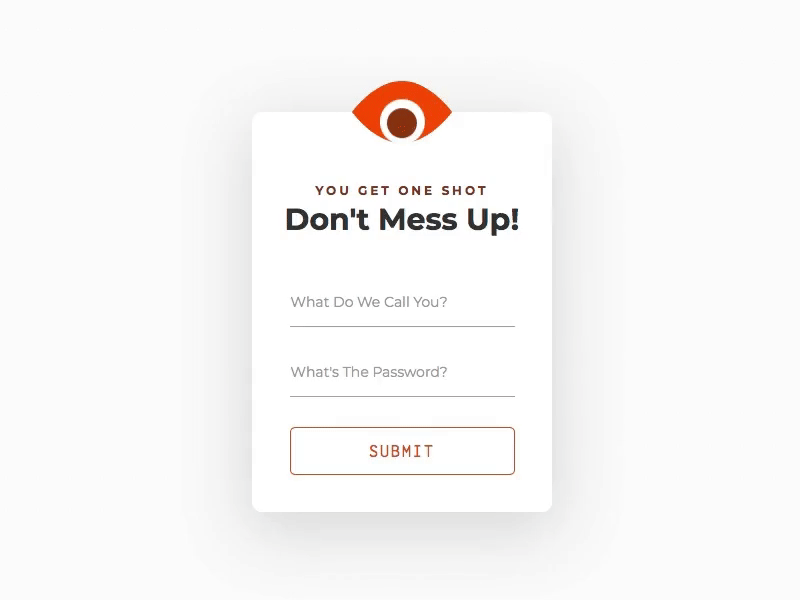 YOU GET ONE SHOT
Don't Mess Up!
What Do We Call You?
What's The Password?
SUBMIT